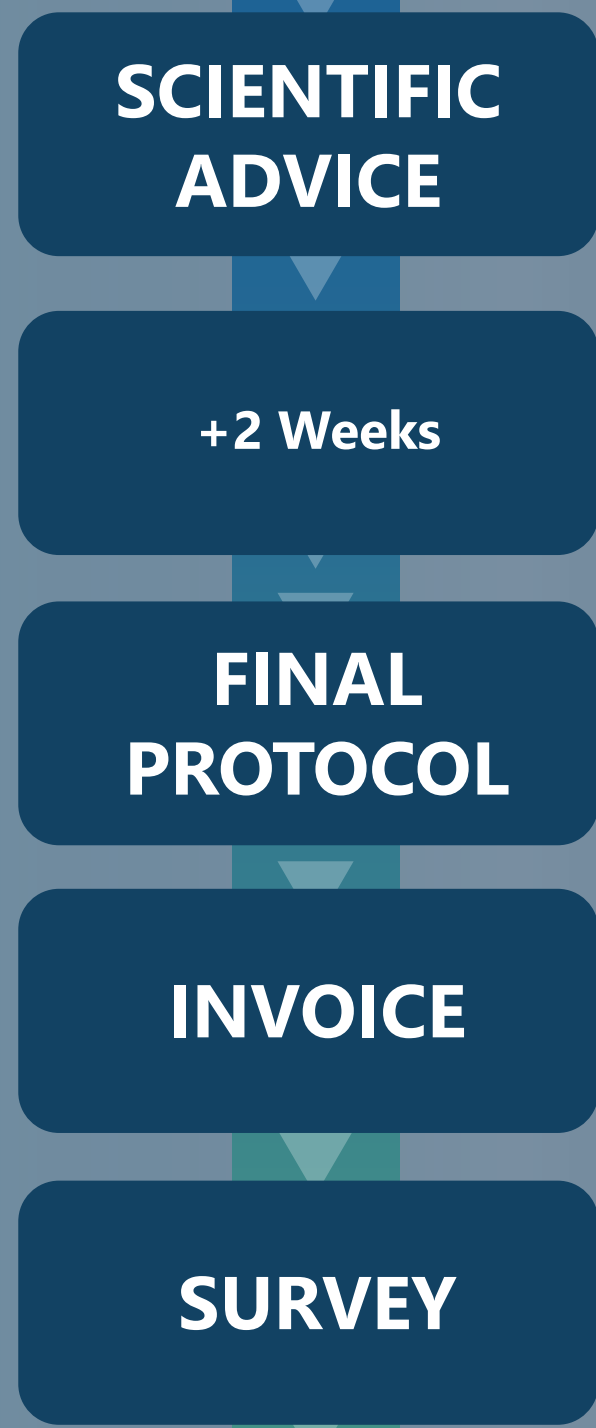 SCIENTIFIC
ADVICE
+2 Weeks
FINAL
PROTOCOL
INVOICE
SURVEY